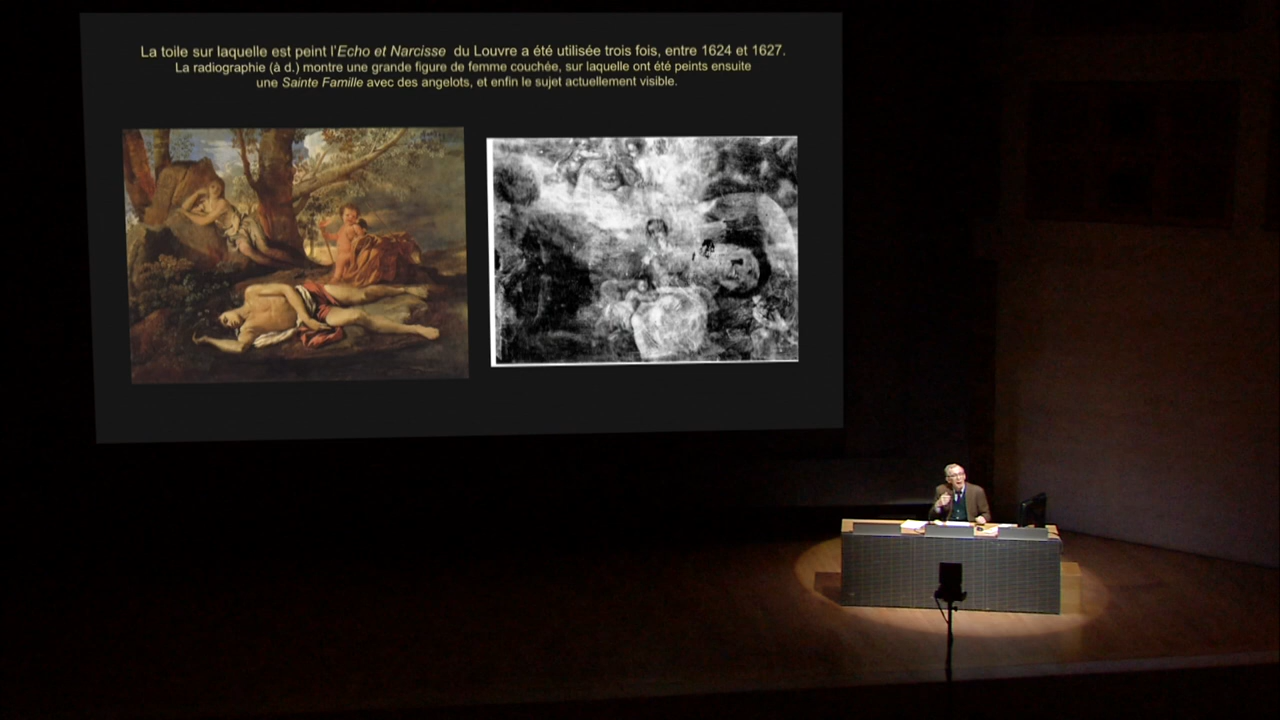 La toile sur laquelle est peint l'Echo et Narcisse du Louvre a été utilisée trois fois, entre 1624 et 1627.
La radiographie (à d.) montre une grande figure de femme couchée, sur laquelle ont été peints ensuite
une Sainte Famille avec des angelots, et enfin le sujet actuellement visible.